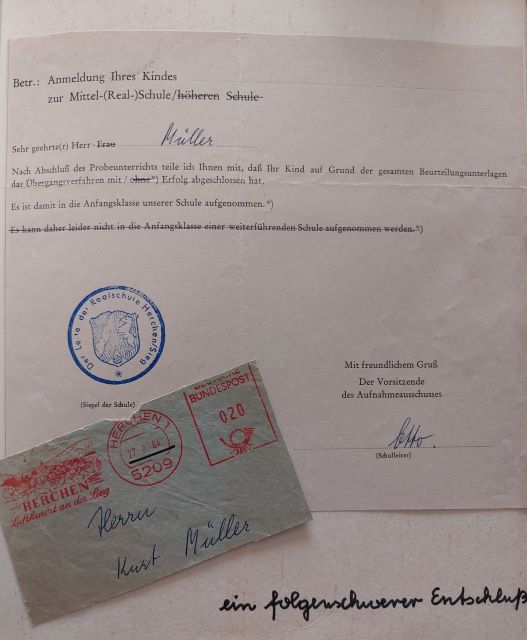 Betr.: Anmeldung Ihres Kindes
zur Mittel-(Real-)Schule/höheren Schule
Sehr geehrte(r) Herr - Frau Müller
Nach Abschluß des Probeunterrichts teile ich Ihnen mit, daß Ihr Kind auf Grund der gesamten Beurteilungsunterlagen
das Übergangsverfahren mit / ohne*) Erfolg abgeschlossen hat.
Es ist damit in die Anfangsklasse unserer Schule aufgenommen.*)
Es kann daher leider nicht in die Anfangsklasse einer weiterführenden Schule aufgenommen werden.*)
Der Leiter der Realschule Herchen/Sieg
*
(Siegel der Schule)
Mit freundlichem Gruß
Der Vorsitzende
des Aufnahmeausschusses
Otto
(Schulleiter)
DEUTSCHE
BUNDESPOST
020
HERCHEN 1
5209
HERCHEN
Luftkurort an der Sieg
Herrn
Kurt Müller
ein folgenschwerer Entschluß